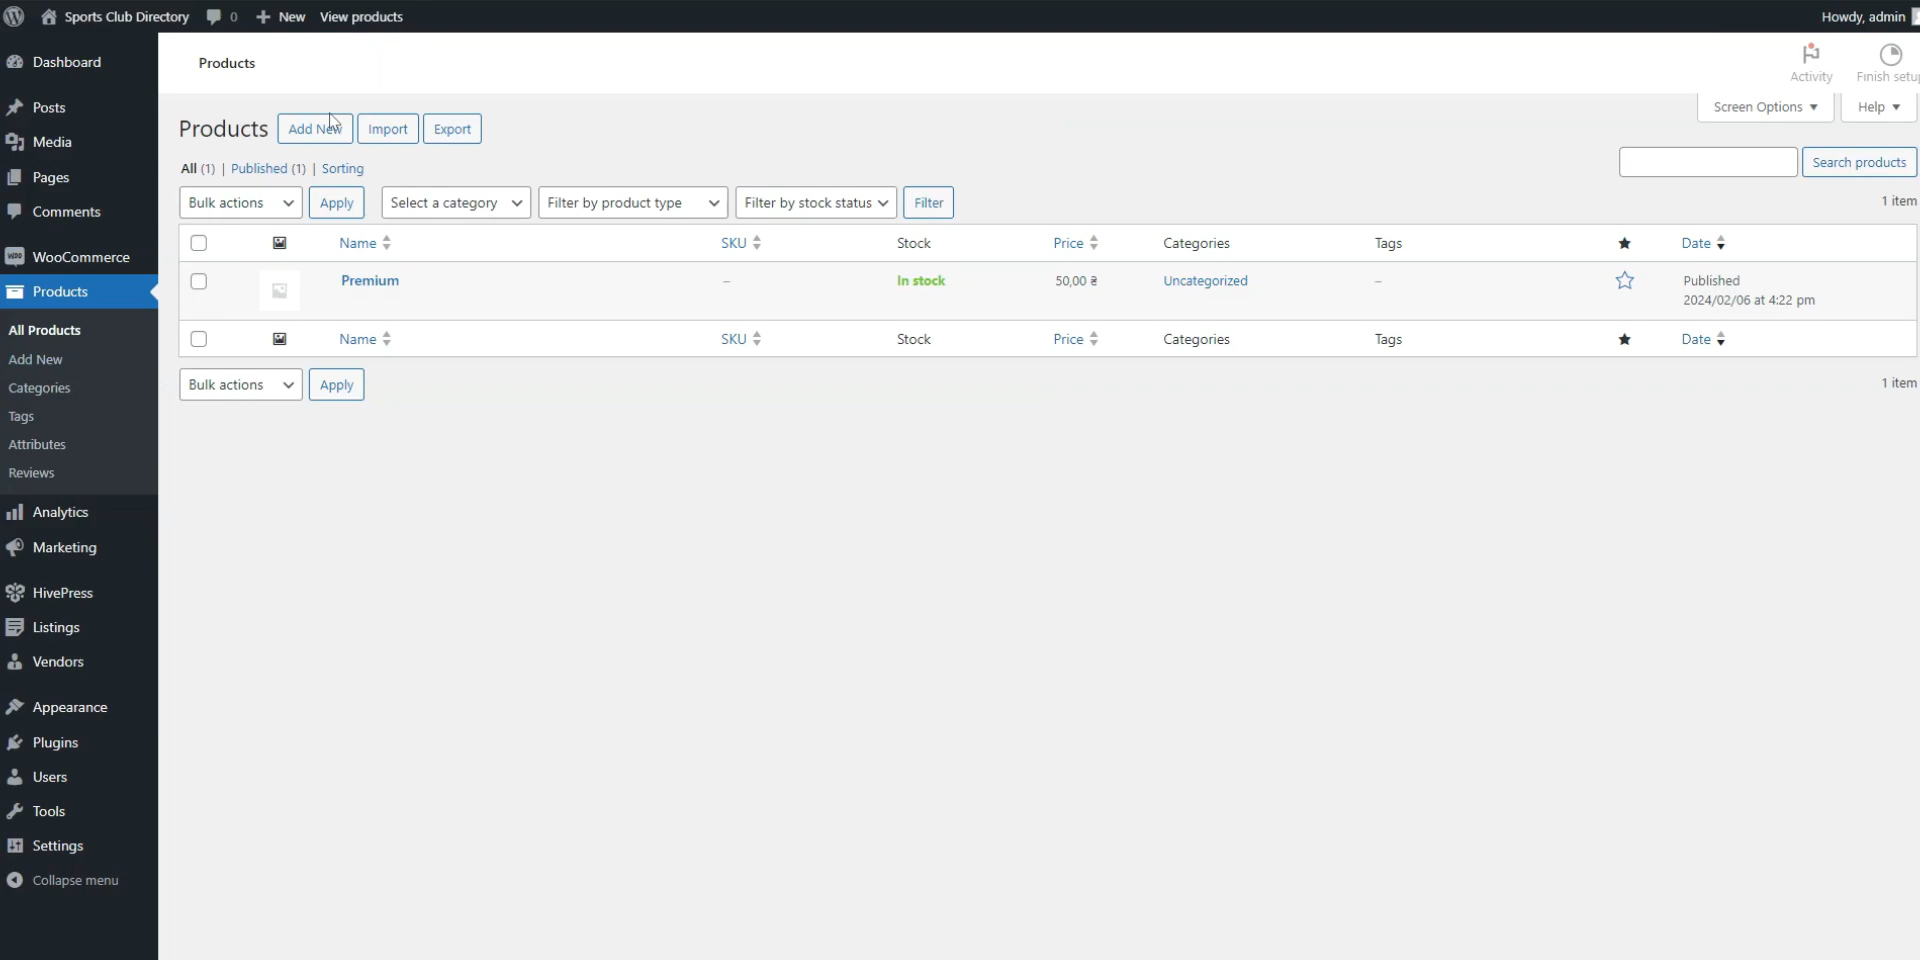 Sports Club Directory 0 New View products Howdy, admin
Dashboard
Posts
Media
Pages
Comments
WooCommerce
Products
All Products
Add New
Categories
Tags
Attributes
Reviews
Analytics
Marketing
HivePress
Listings
Vendors
Appearance
Plugins
Users
Tools
Settings
Collapse menu
Products
Activity Finish setup
Screen Options Help
Products Add New Import Export
All (1) | Published (1) | Sorting
Search products
Bulk actions Apply Select a category Filter by product type Filter by stock status Filter 1 item
Name SKU Stock Price Categories Tags Date
Premium – In stock 50,00 ₴ Uncategorized – Published
2024/02/06 at 4:22 pm
Name SKU Stock Price Categories Tags Date
Bulk actions Apply 1 item